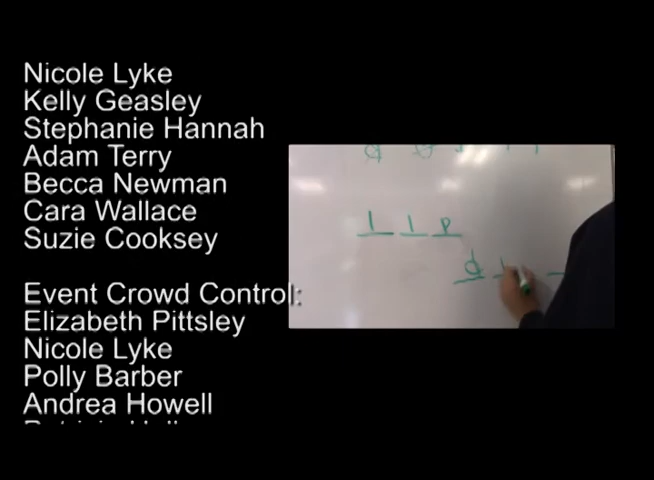 Nicole Lyke
Kelly Geasley
Stephanie Hannah
Adam Terry
Becca Newman
Cara Wallace
Suzie Cooksey
Event Crowd Control:
Elizabeth Pittsley
Nicole Lyke
Polly Barber
Andrea Howell
l i p
d i